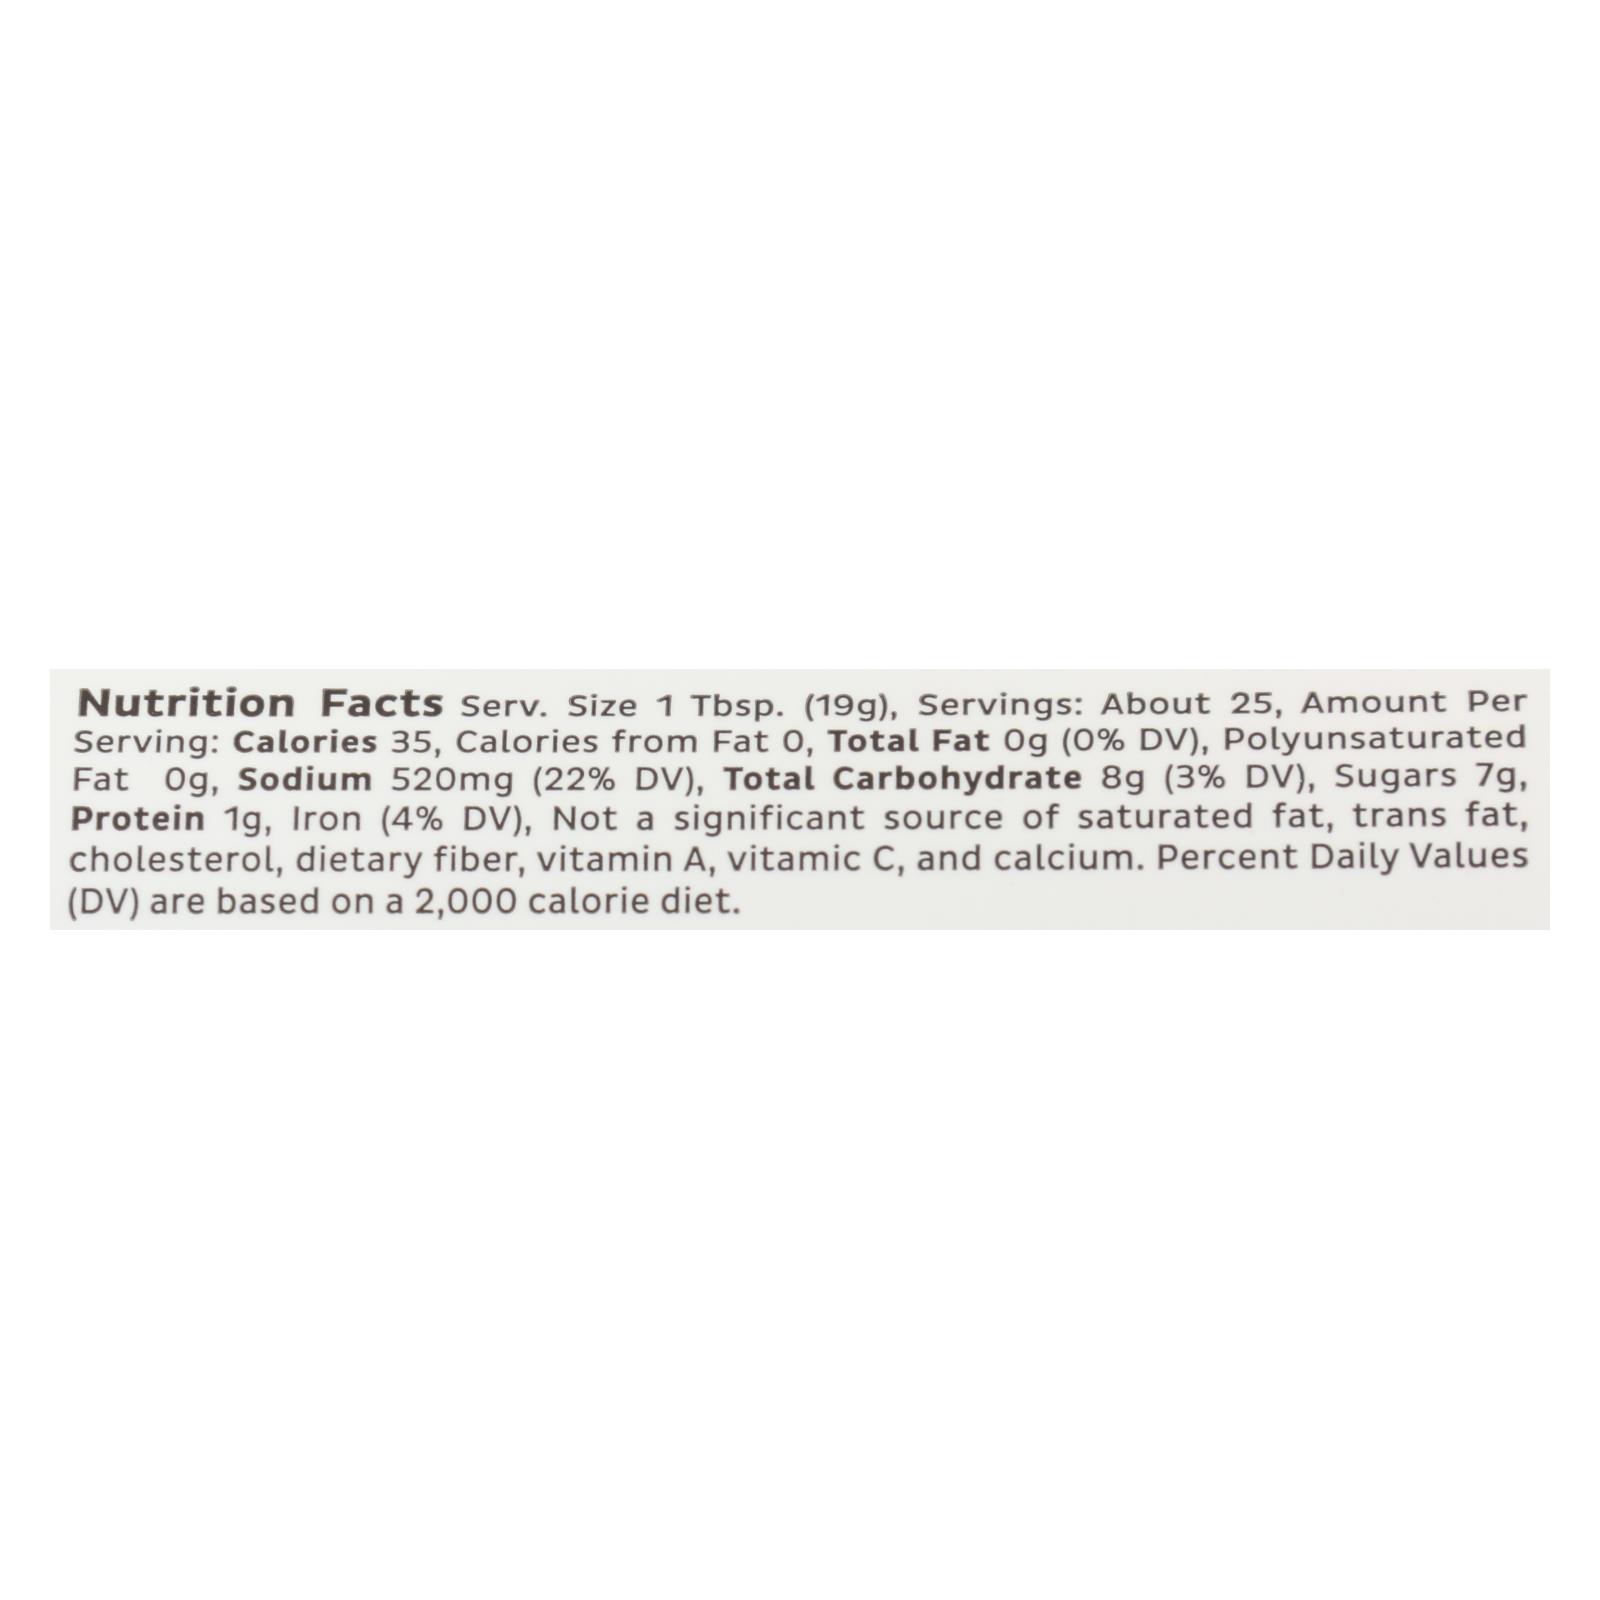 Nutrition Facts Serv. Size 1 Tbsp. (19g), Servings: About 25, Amount Per
Serving: Calories 35, Calories from Fat 0, Total Fat 0g (0% DV), Polyunsaturated
Fat 0g, Sodium 520mg (22% DV), Total Carbohydrate 8g (3% DV), Sugars 7g,
Protein 1g, Iron (4% DV), Not a significant source of saturated fat, trans fat,
cholesterol, dietary fiber, vitamin A, vitamic C, and calcium. Percent Daily Values
(DV) are based on a 2,000 calorie diet.